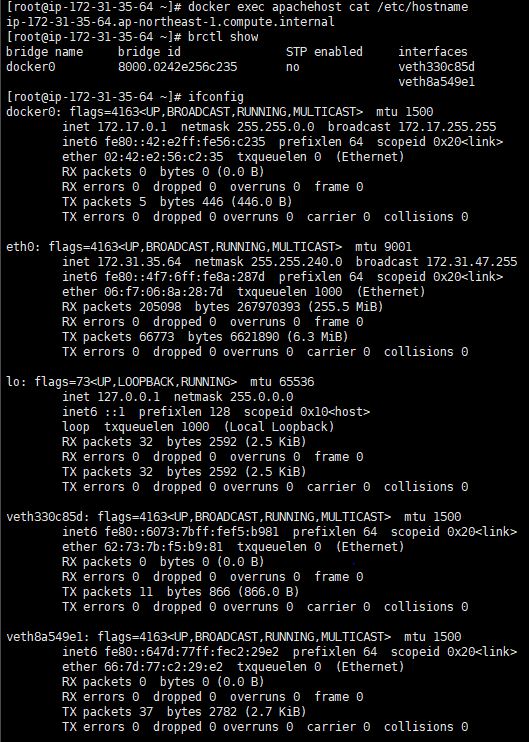 [root@ip-172-31-35-64 ~]# docker exec apachehost cat /etc/hostname
ip-172-31-35-64.ap-northeast-1.compute.internal
[root@ip-172-31-35-64 ~]# brctl show
bridge name     bridge id               STP enabled     interfaces
docker0         8000.0242e256c235       no              veth330c85d
                                                        veth8a549e1
[root@ip-172-31-35-64 ~]# ifconfig
docker0: flags=4163<UP,BROADCAST,RUNNING,MULTICAST>  mtu 1500
        inet 172.17.0.1  netmask 255.255.0.0  broadcast 172.17.255.255
        inet6 fe80::42:e2ff:fe56:c235  prefixlen 64  scopeid 0x20<link>
        ether 02:42:e2:56:c2:35  txqueuelen 0  (Ethernet)
        RX packets 0  bytes 0 (0.0 B)
        RX errors 0  dropped 0  overruns 0  frame 0
        TX packets 5  bytes 446 (446.0 B)
        TX errors 0  dropped 0 overruns 0  carrier 0  collisions 0

eth0: flags=4163<UP,BROADCAST,RUNNING,MULTICAST>  mtu 9001
        inet 172.31.35.64  netmask 255.255.240.0  broadcast 172.31.47.255
        inet6 fe80::4f7:6ff:fe8a:287d  prefixlen 64  scopeid 0x20<link>
        ether 06:f7:06:8a:28:7d  txqueuelen 1000  (Ethernet)
        RX packets 205098  bytes 267970393 (255.5 MiB)
        RX errors 0  dropped 0  overruns 0  frame 0
        TX packets 66773  bytes 6621890 (6.3 MiB)
        TX errors 0  dropped 0 overruns 0  carrier 0  collisions 0

lo: flags=73<UP,LOOPBACK,RUNNING>  mtu 65536
        inet 127.0.0.1  netmask 255.0.0.0
        inet6 ::1  prefixlen 128  scopeid 0x10<host>
        loop  txqueuelen 1000  (Local Loopback)
        RX packets 32  bytes 2592 (2.5 KiB)
        RX errors 0  dropped 0  overruns 0  frame 0
        TX packets 32  bytes 2592 (2.5 KiB)
        TX errors 0  dropped 0 overruns 0  carrier 0  collisions 0

veth330c85d: flags=4163<UP,BROADCAST,RUNNING,MULTICAST>  mtu 1500
        inet6 fe80::6073:7bff:fef5:b981  prefixlen 64  scopeid 0x20<link>
        ether 62:73:7b:f5:b9:81  txqueuelen 0  (Ethernet)
        RX packets 0  bytes 0 (0.0 B)
        RX errors 0  dropped 0  overruns 0  frame 0
        TX packets 11  bytes 866 (866.0 B)
        TX errors 0  dropped 0 overruns 0  carrier 0  collisions 0

veth8a549e1: flags=4163<UP,BROADCAST,RUNNING,MULTICAST>  mtu 1500
        inet6 fe80::647d:77ff:fec2:29e2  prefixlen 64  scopeid 0x20<link>
        ether 66:7d:77:c2:29:e2  txqueuelen 0  (Ethernet)
        RX packets 0  bytes 0 (0.0 B)
        RX errors 0  dropped 0  overruns 0  frame 0
        TX packets 37  bytes 2782 (2.7 KiB)
        TX errors 0  dropped 0 overruns 0  carrier 0  collisions 0